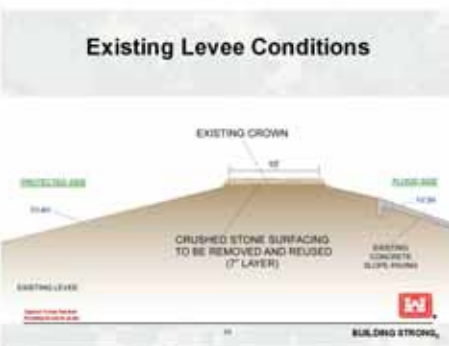 Existing Levee Conditions
EXISTING CROWN
10'
PROTECTED SIDE
FLOOD SIDE
CRUSHED STONE SURFACING
TO BE REMOVED AND REUSED
(7" LAYER)
EXISTING
CONCRETE
SLOPE PAVING
EXISTING LEVEE
BUILDING STRONG®